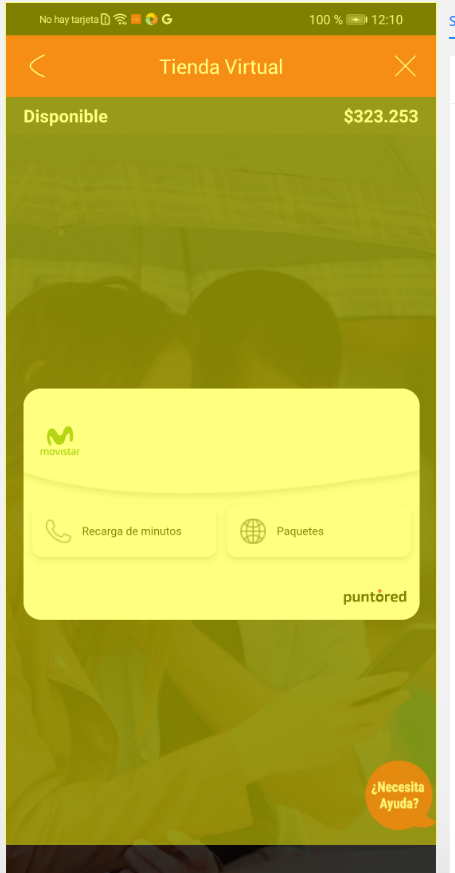 No hay tarjeta G 100 % 12:10
Tienda Virtual
Disponible $323.253
movistar
Recarga de minutos Paquetes
puntored
¿Necesita
Ayuda?